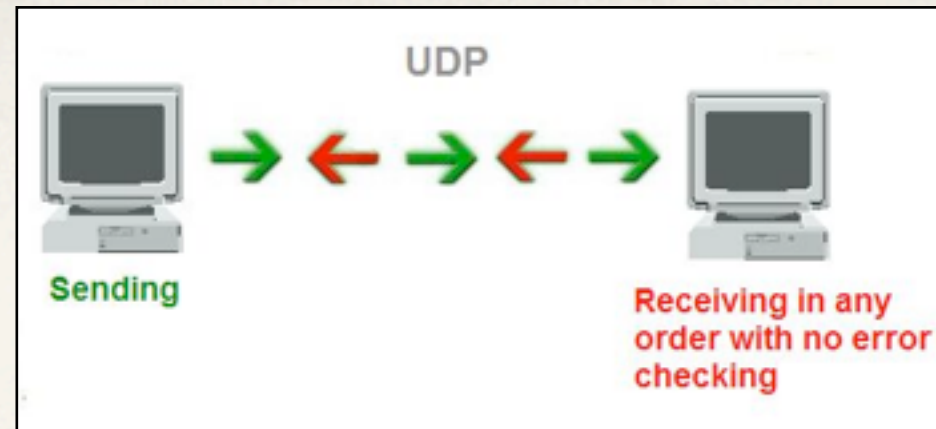 UDP
Sending
Receiving in any
order with no error
checking